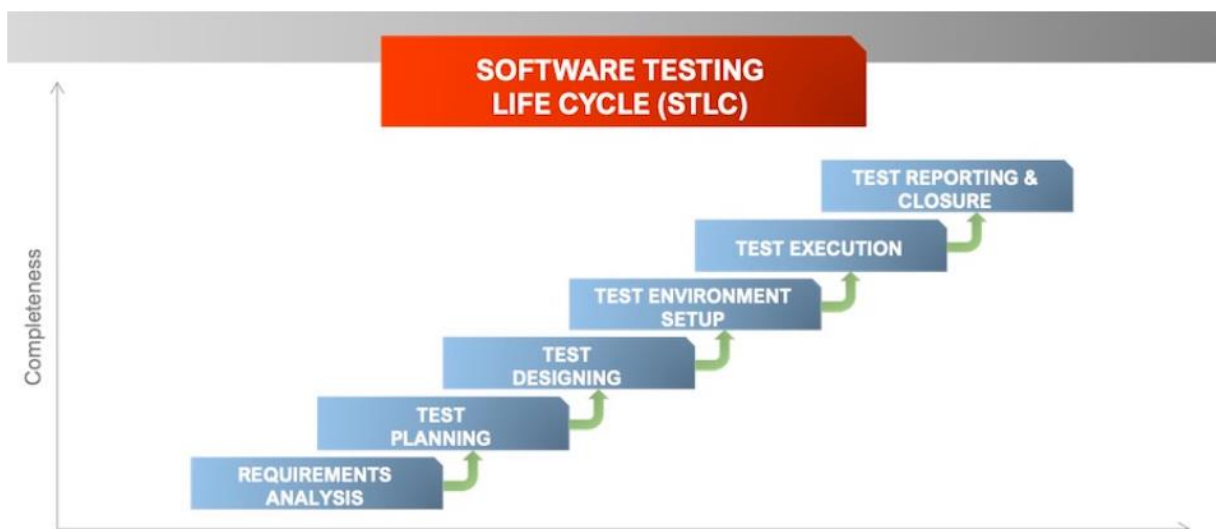 SOFTWARE TESTING
LIFE CYCLE (STLC)
TEST REPORTING &
CLOSURE
TEST EXECUTION
TEST ENVIRONMENT
SETUP
TEST
DESIGNING
TEST
PLANNING
REQUIREMENTS
ANALYSIS
Completeness